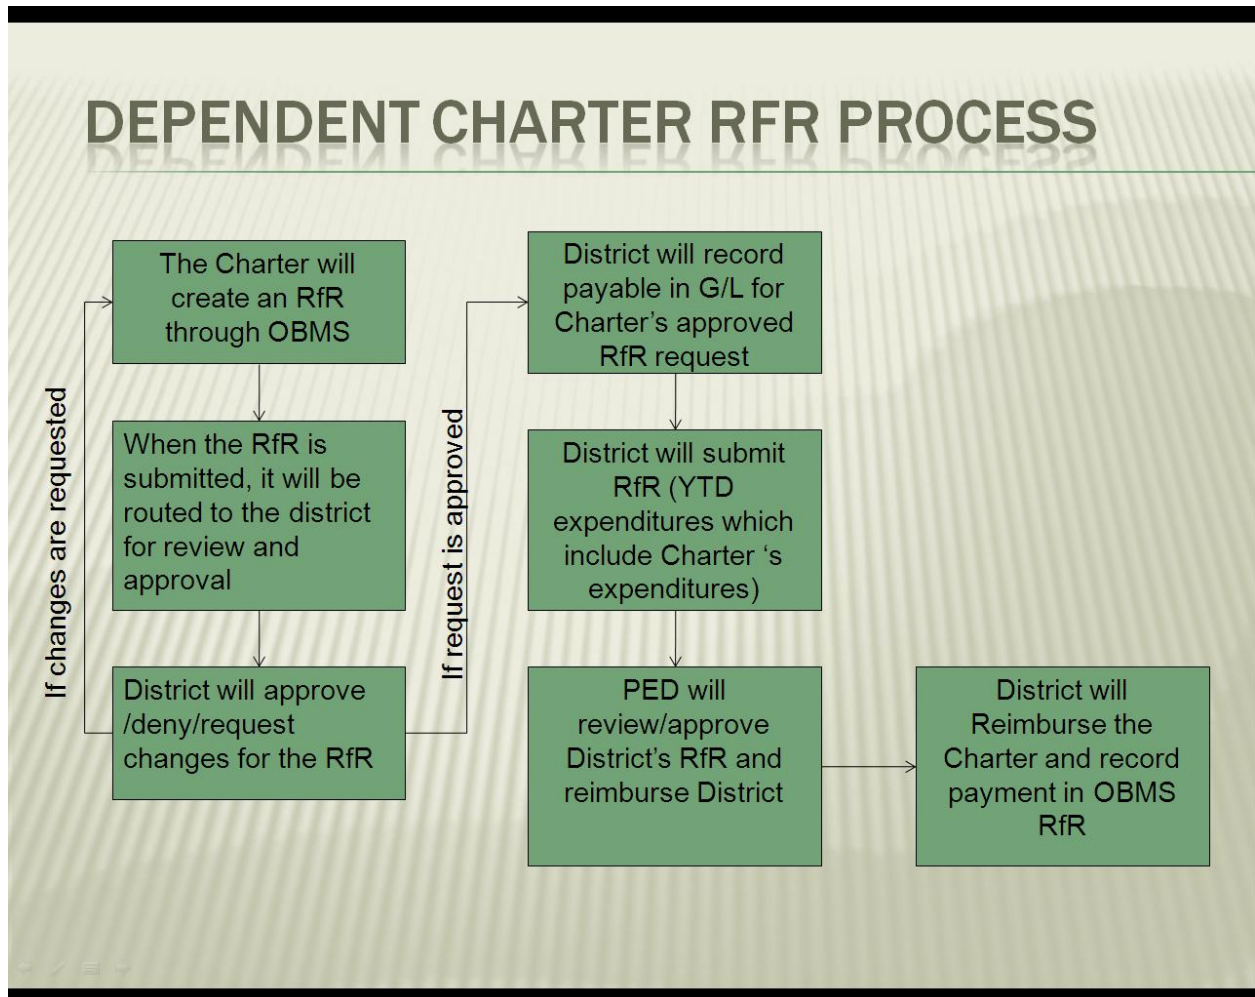 DEPENDENT CHARTER RFR PROCESS
The Charter will
create an RfR
through OBMS
When the RfR is
submitted, it will be
routed to the district
for review and
approval
District will approve
/deny/request
changes for the RfR
If changes are requested
If request is approved
District will record
payable in G/L for
Charter's approved
RfR request
District will submit
RfR (YTD
expenditures which
include Charter 's
expenditures)
PED will
review/approve
District's RfR and
reimburse District
District will
Reimburse the
Charter and record
payment in OBMS
RfR